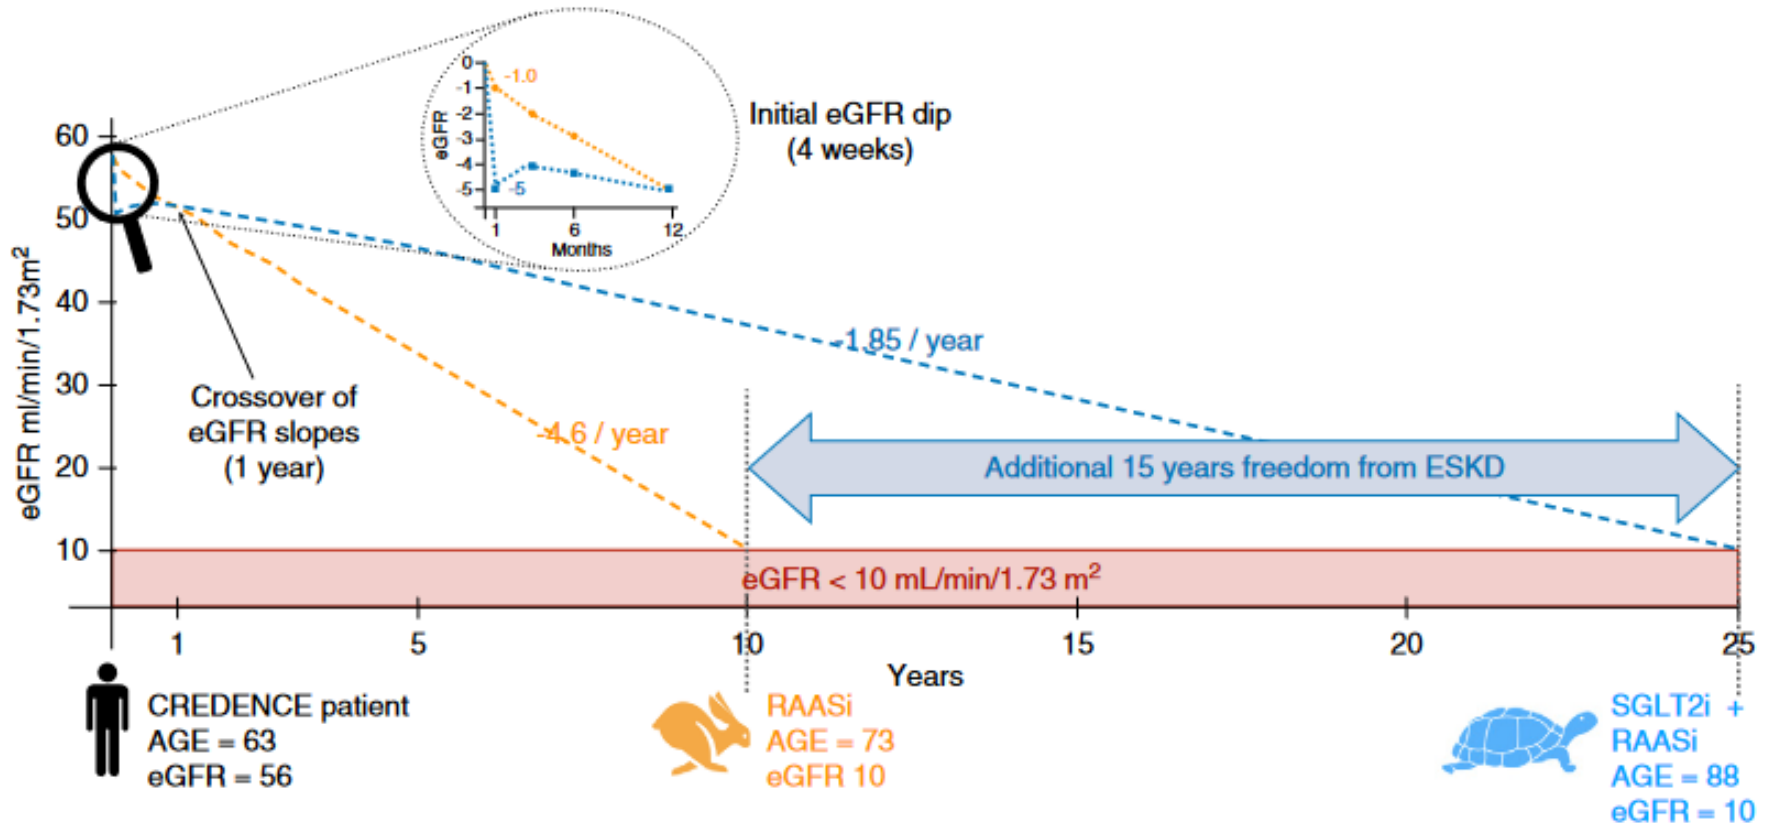 0
-1
-2
-3
-4
-5
eGFR
-1.0
-5
1
6
12
Months
Initial eGFR dip
(4 weeks)
60
50
40
30
20
10
eGFR ml/min/1.73m²
Crossover of
eGFR slopes
(1 year)
-1.85 / year
-4.6 / year
Additional 15 years freedom from ESKD
eGFR < 10 mL/min/1.73 m²
1
5
10
15
20
25
Years
CREDENCE patient
AGE = 63
eGFR = 56
RAASi
AGE = 73
eGFR 10
SGLT2i +
RAASi
AGE = 88
eGFR = 10